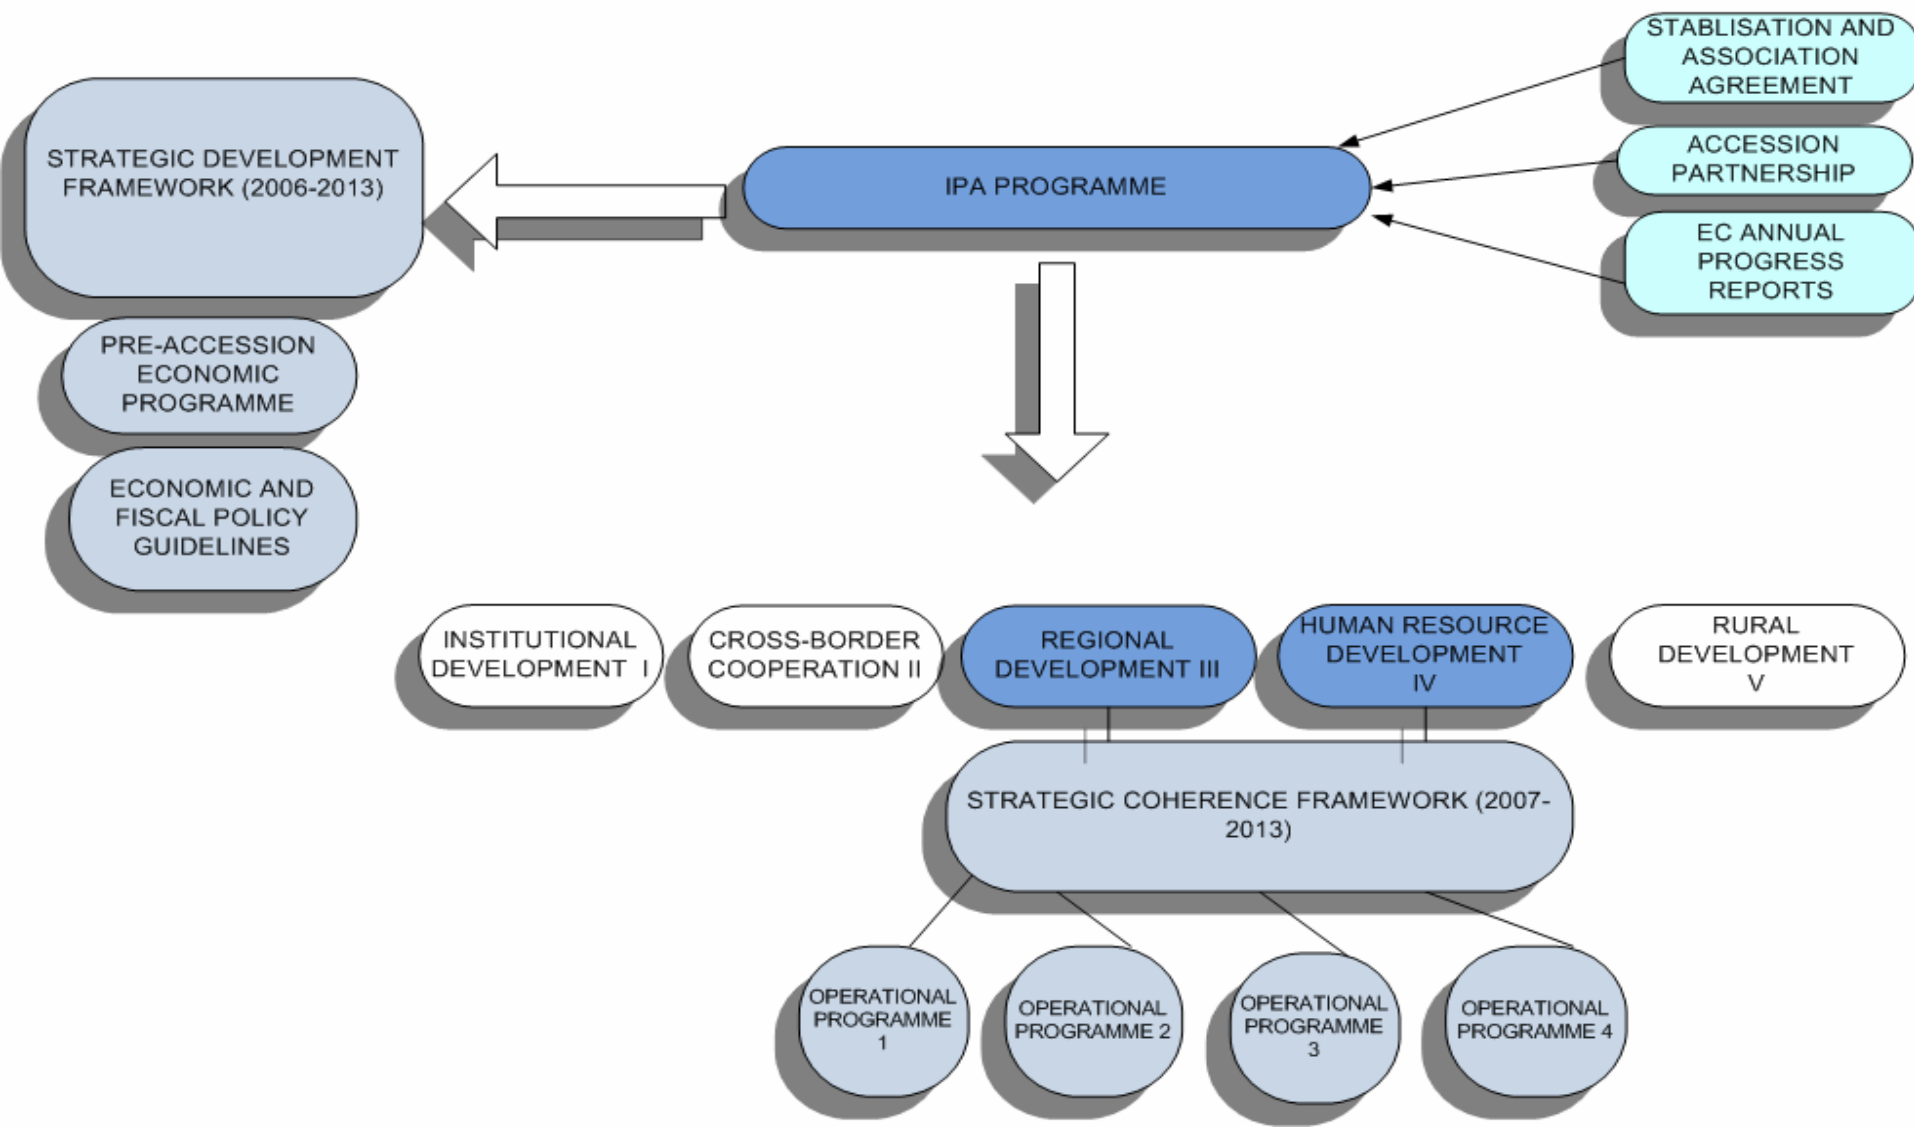 STRATEGIC DEVELOPMENT
FRAMEWORK (2006-2013)
PRE-ACCESSION
ECONOMIC
PROGRAMME
ECONOMIC AND
FISCAL POLICY
GUIDELINES
IPA PROGRAMME
STABLISATION AND
ASSOCIATION
AGREEMENT
ACCESSION
PARTNERSHIP
EC ANNUAL
PROGRESS
REPORTS
INSTITUTIONAL
DEVELOPMENT I
CROSS-BORDER
COOPERATION II
REGIONAL
DEVELOPMENT III
HUMAN RESOURCE
DEVELOPMENT
IV
RURAL
DEVELOPMENT
V
STRATEGIC COHERENCE FRAMEWORK (2007-
2013)
OPERATIONAL
PROGRAMME
1
OPERATIONAL
PROGRAMME 2
OPERATIONAL
PROGRAMME
3
OPERATIONAL
PROGRAMME 4